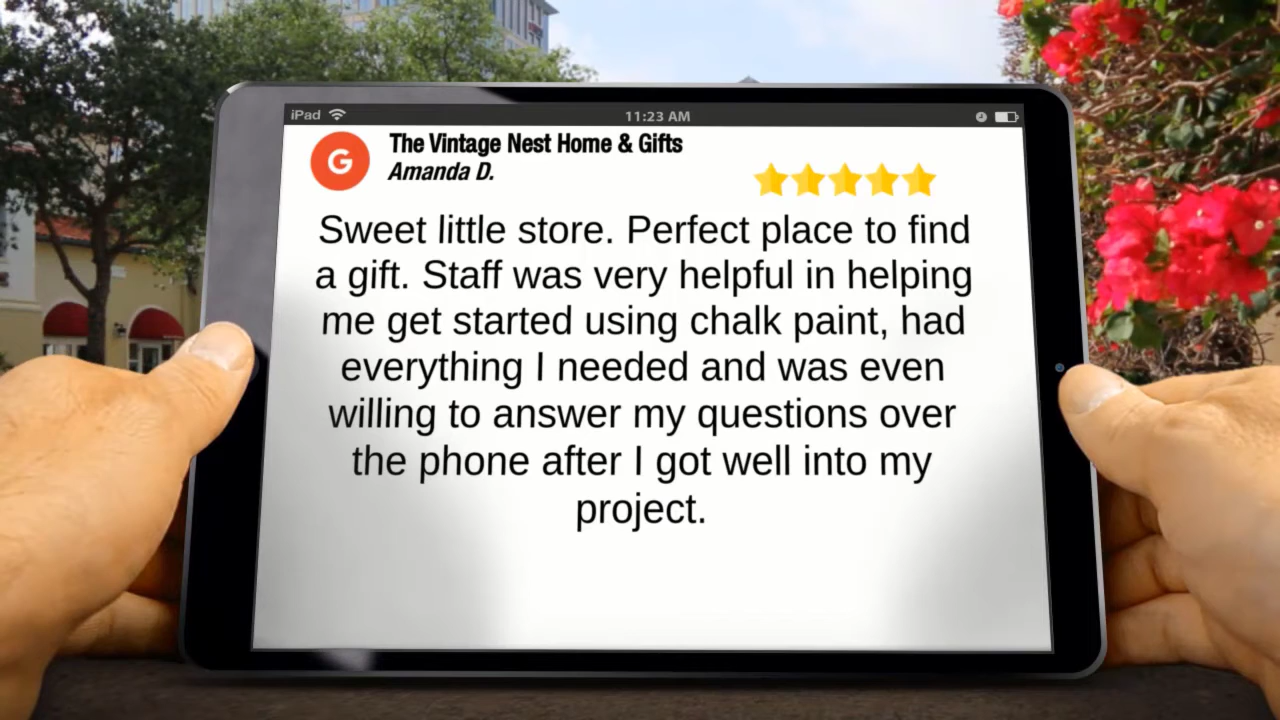 iPad 11:23 AM
G
The Vintage Nest Home & Gifts
Amanda D.
Sweet little store. Perfect place to find
a gift. Staff was very helpful in helping
me get started using chalk paint, had
everything I needed and was even
willing to answer my questions over
the phone after I got well into my
project.